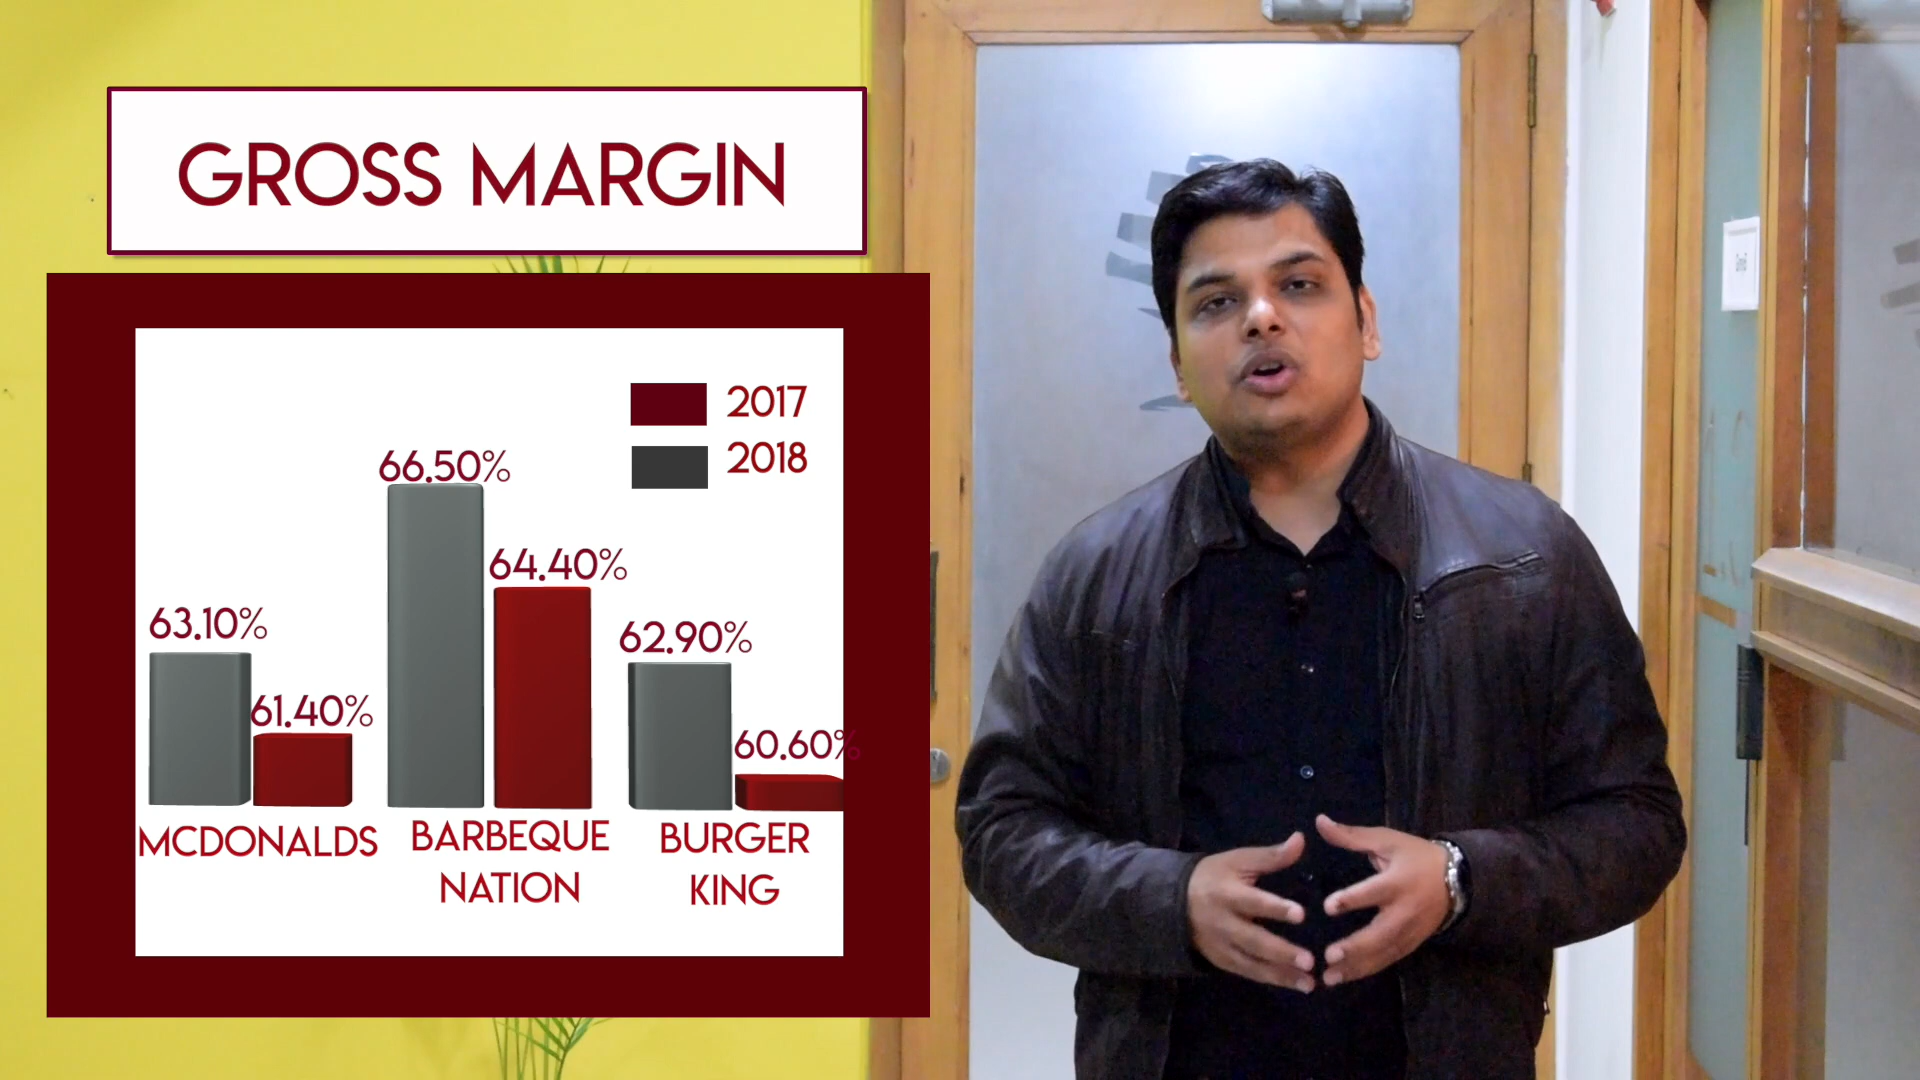 GROSS MARGIN
2017
2018
66.50%
64.40%
63.10%
62.90%
61.40%
60.60%
MCDONALDS
BARBEQUE
NATION
BURGER
KING